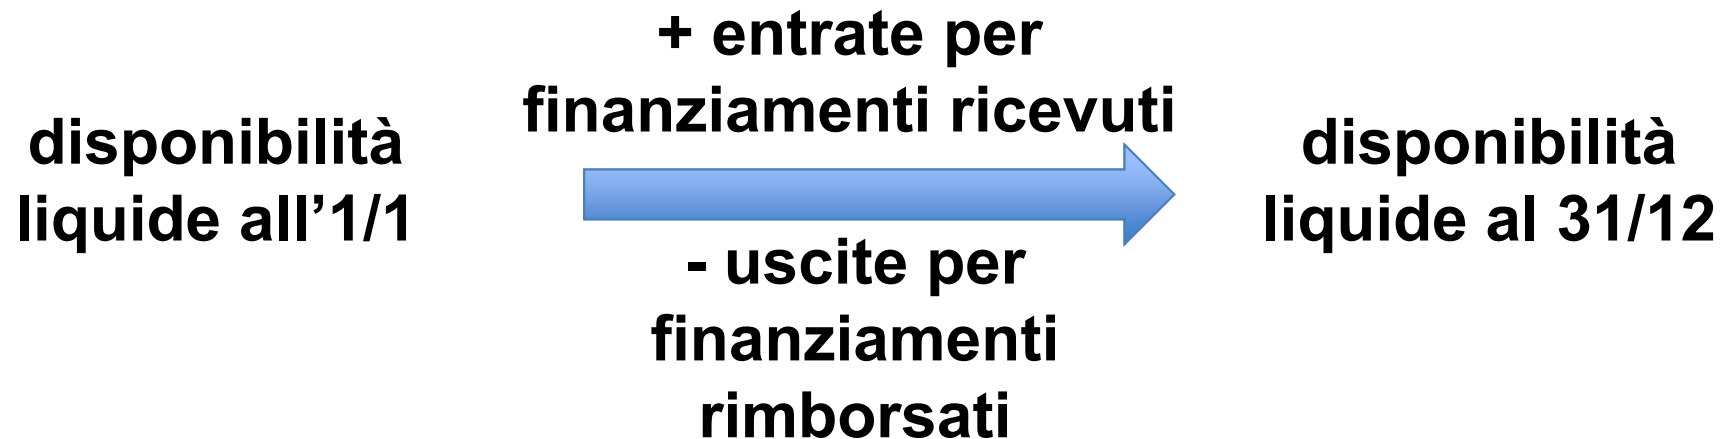 disponibilità
liquide all’1/1
+ entrate per
finanziamenti ricevuti
- uscite per
finanziamenti
rimborsati
disponibilità
liquide al 31/12